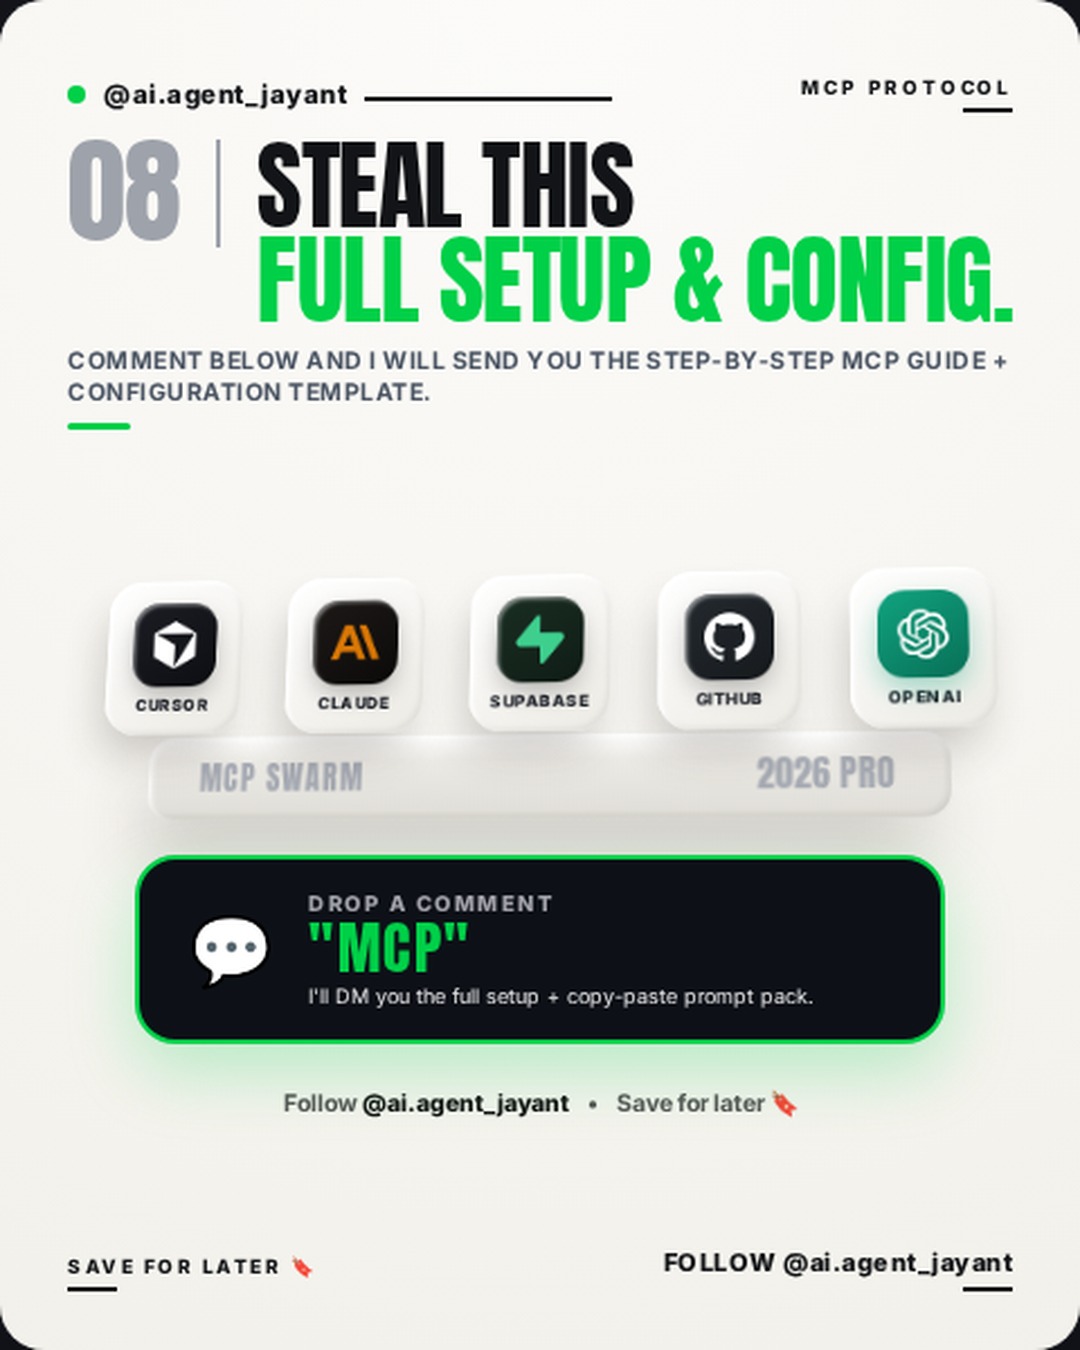 @ai.agent_jayant
MCP PROTOCOL
08
STEAL THIS
FULL SETUP & CONFIG.
COMMENT BELOW AND I WILL SEND YOU THE STEP-BY-STEP MCP GUIDE +
CONFIGURATION TEMPLATE.
CURSOR
CLAUDE
SUPABASE
GITHUB
OPENAI
MCP SWARM
2026 PRO
DROP A COMMENT
"MCP"
I'll DM you the full setup + copy-paste prompt pack.
Follow @ai.agent_jayant • Save for later 🔖
SAVE FOR LATER 🔖
FOLLOW @ai.agent_jayant